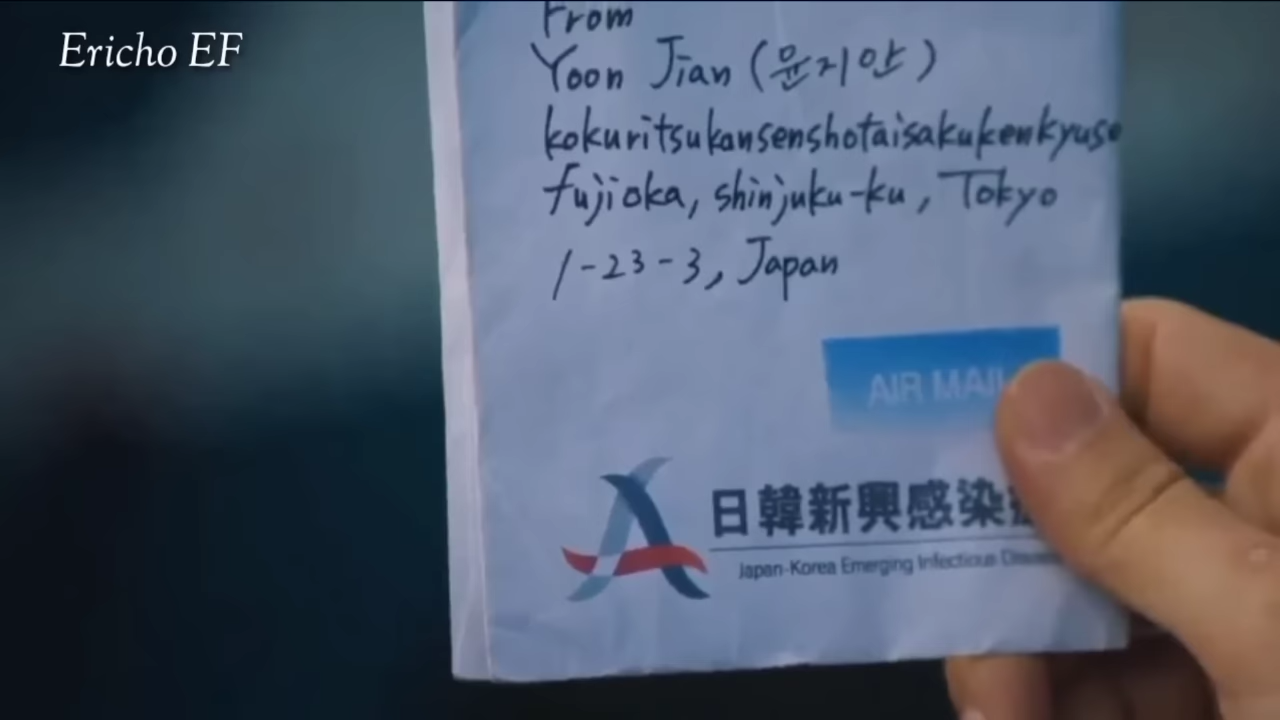 Ericho EF
From
Yoon Jian (윤지안)
kokuritsukansenshotaisakukenkyuso
fujioka, shinjuku-ku, Tokyo
1-23-3, Japan
AIR MAIL
日韓新興感染
Japan-Korea Emerging Infectious